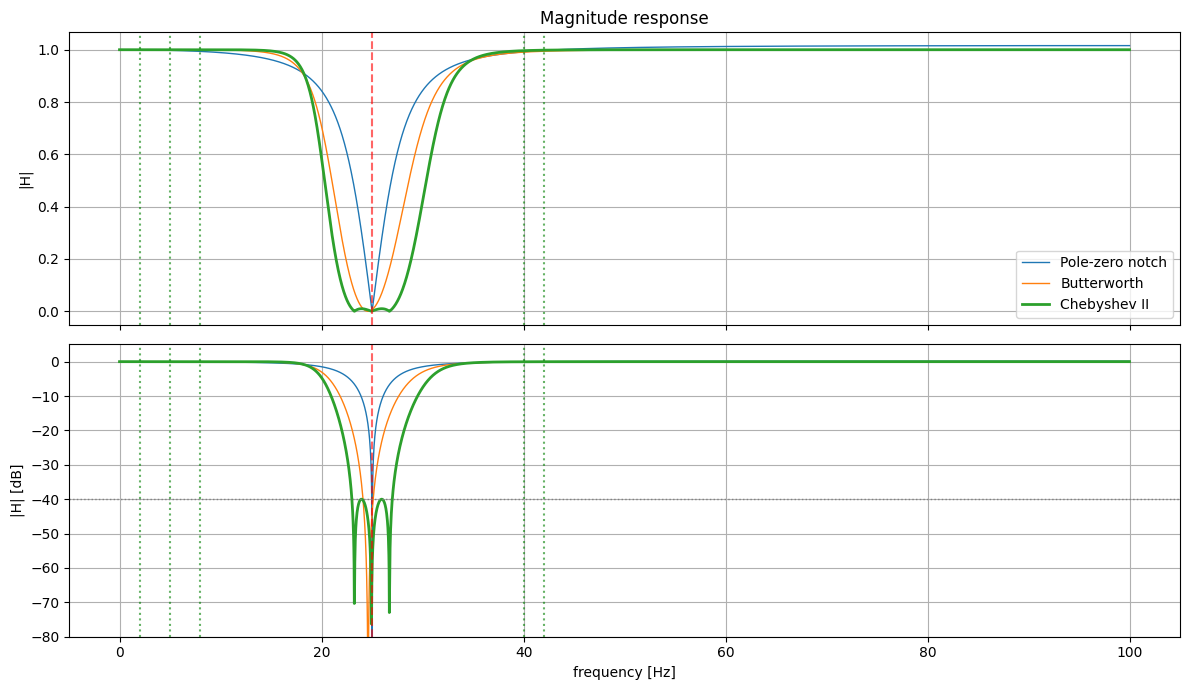 Magnitude response
1.0
0.8
0.6
0.4
0.2
0.0
|H|
Pole-zero notch
Butterworth
Chebyshev II
0
−10
−20
−30
−40
−50
−60
−70
−80
|H| [dB]
0 20 40 60 80 100
frequency [Hz]